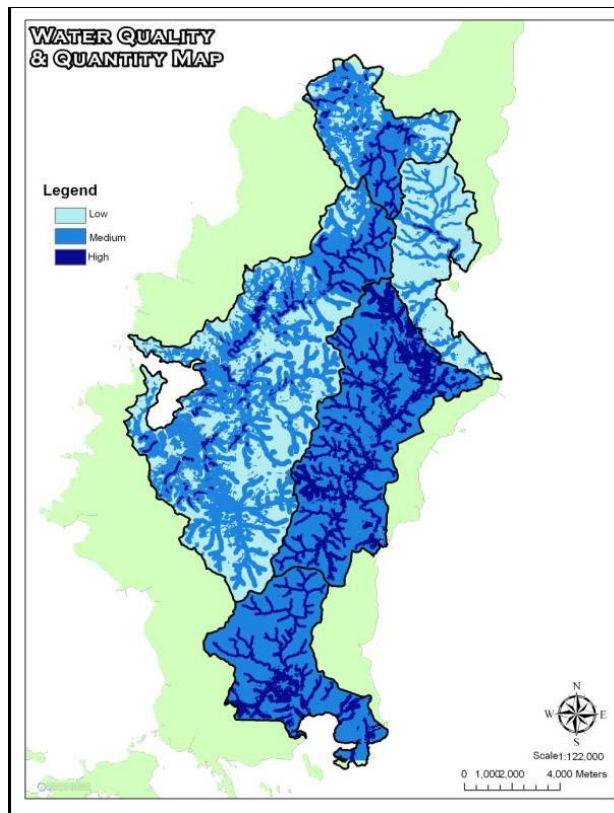 WATER QUALITY
& QUANTITY MAP
Legend
Low
Medium
High
N
W E
S
Scale1:122,000
0 1,0002,000 4,000 Meters